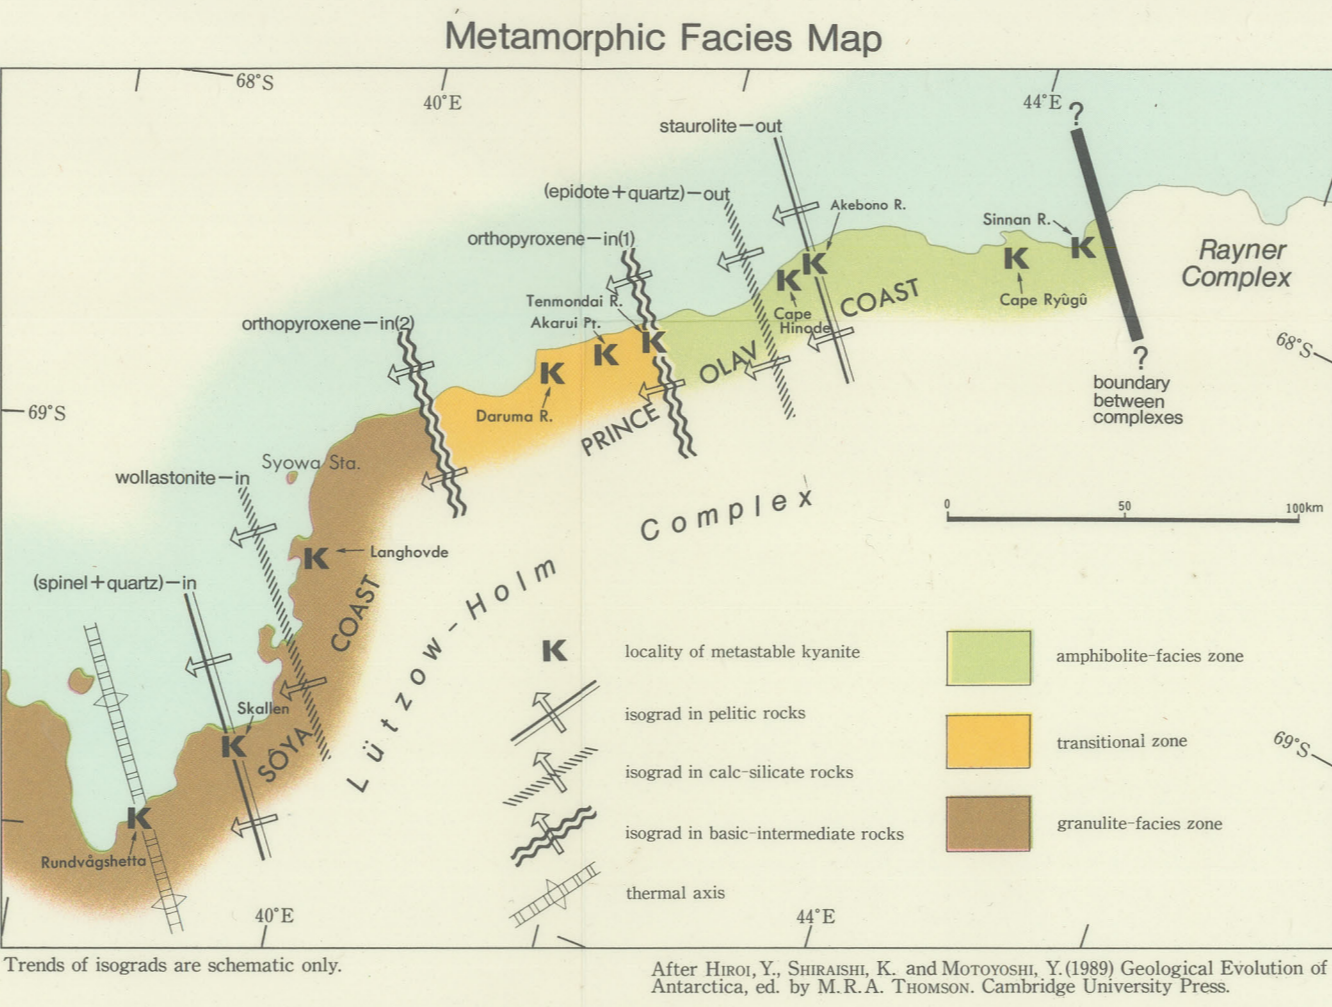 Metamorphic Facies Map
68°S
40°E
44°E
?
staurolite—out
(epidote+quartz)—out
Akebono R.
Sinnan R.
K
K
K
K
Rayner
Complex
orthopyroxene—in(1)
Tenmondai R.
Akarui Pt.
Cape
Hinode
COAST
Cape Ryûgû
orthopyroxene—in(2)
K
K
K
OLAV
68°S
?
boundary
between
complexes
69°S
Daruma R.
PRINCE
Syowa Sta.
wollastonite—in
Complex
0 50 100km
K
Langhovde
(spinel+quartz)—in
COAST
Lützow-Holm
K locality of metastable kyanite
isograd in pelitic rocks
isograd in calc-silicate rocks
isograd in basic-intermediate rocks
thermal axis
amphibolite-facies zone
transitional zone
granulite-facies zone
69°S
Skallen
K
SÔYA
K
Rundvågshetta
40°E
44°E
Trends of isograds are schematic only.
After HIROI, Y., SHIRAISHI, K. and MOTOYOSHI, Y. (1989) Geological Evolution of
Antarctica, ed. by M.R.A. THOMSON. Cambridge University Press.